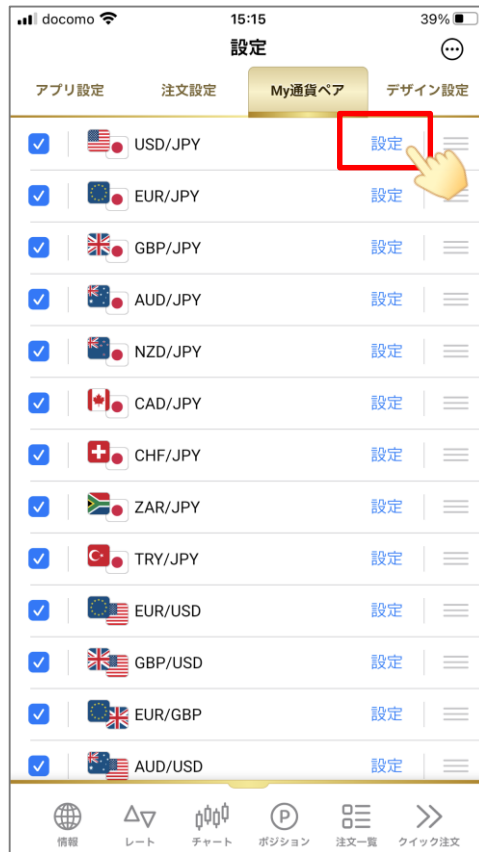 docomo 15:15 39%
設定
アプリ設定 注文設定 My通貨ペア デザイン設定
USD/JPY 設定
EUR/JPY 設定
GBP/JPY 設定
AUD/JPY 設定
NZD/JPY 設定
CAD/JPY 設定
CHF/JPY 設定
ZAR/JPY 設定
TRY/JPY 設定
EUR/USD 設定
GBP/USD 設定
EUR/GBP 設定
AUD/USD 設定
P
情報 レート チャート ポジション 注文一覧 クイック注文